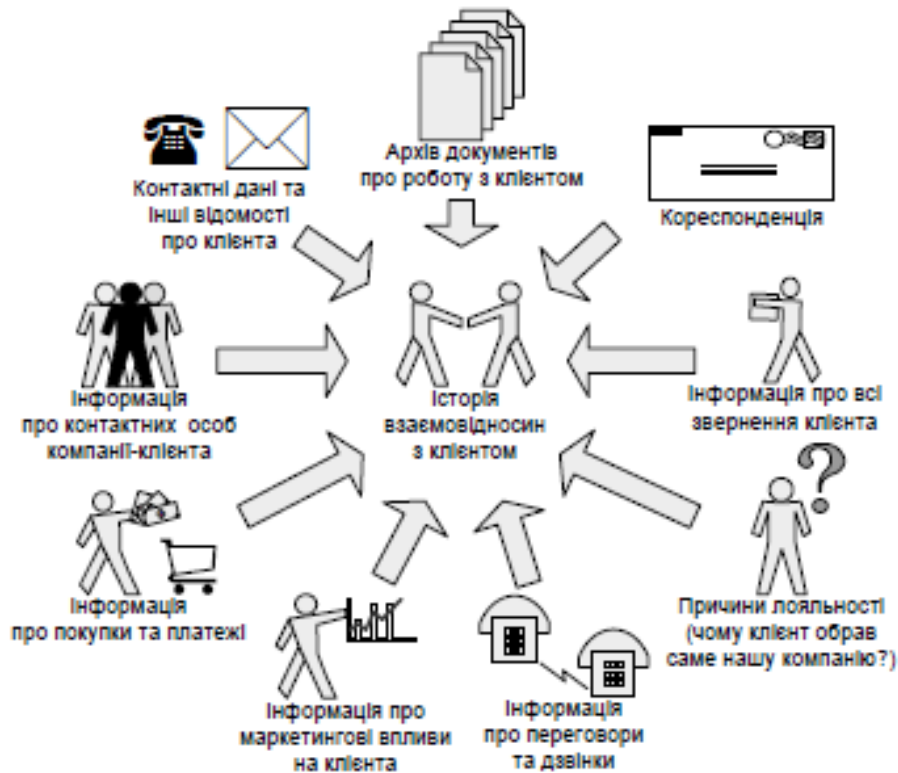 Архів документів
про роботу з клієнтом
Контактні дані та
інші відомості
про клієнта
Кореспонденція
Інформація
про контактних осіб
компанії-клієнта
Історія
взаємовідносин
з клієнтом
Інформація про всі
звернення клієнта
Інформація
про покупки та платежі
Інформація про
маркетингові впливи
на клієнта
Інформація
про переговори
та дзвінки
Причини лояльності
(чому клієнт обрав
саме нашу компанію?)
?